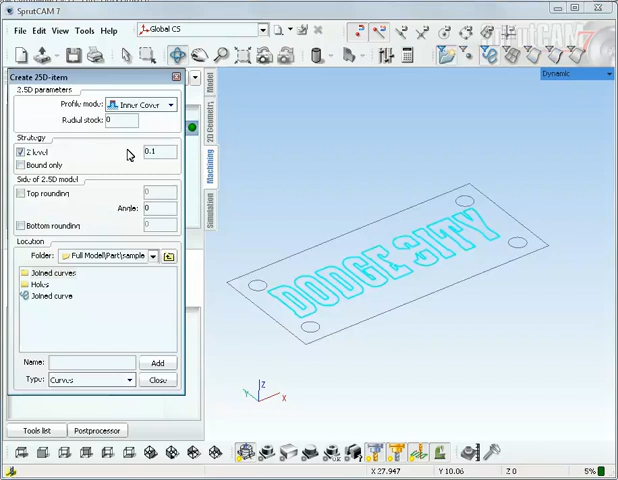 SprutCAM 7
File Edit View Tools Help
Global CS
SPRUTCAM
7
Create 25D-item
Dynamic
2.5D parameters
Profile mode: Inner Cover
Radial stock: 0
Strategy
Z level 0.1
Bound only
Side of 2.5D model
Top rounding 0
Angle: 0
Bottom rounding 0
Location
Folder: Full Model\Part\sample
Joined curves
Holes
Joined curve
Name: Add
Type: Curves Close
Model
2D Geometry
Machining
Simulation
DODGE SITY
Z
Y X
Tools list Postprocessor
X 27.947 Y 10.06 Z 0 5%